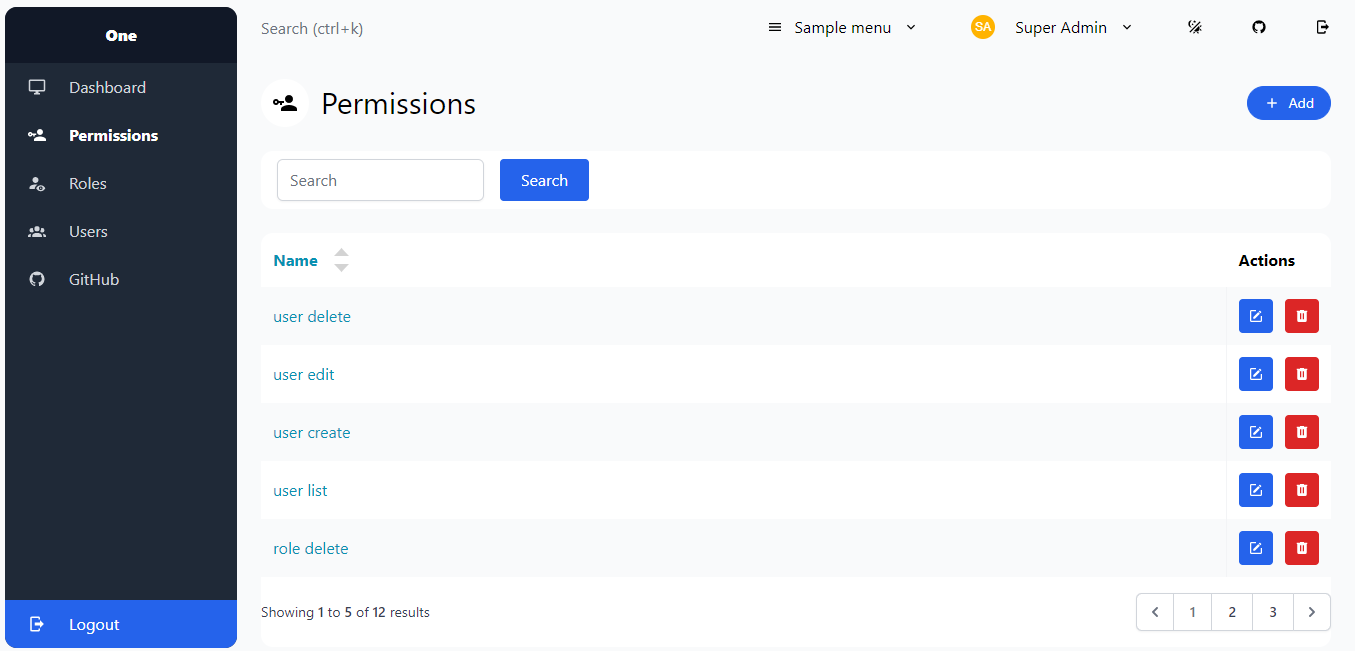 One
Dashboard
Permissions
Roles
Users
GitHub
Logout
Search (ctrl+k)
Sample menu
SA Super Admin
Permissions
+ Add
Search Search
Name Actions
user delete
user edit
user create
user list
role delete
Showing 1 to 5 of 12 results
1 2 3